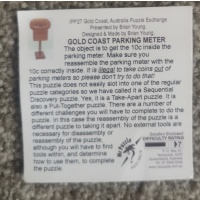 IPP27 Gold Coast, Australia Puzzle Exchange
Presented by Brian Young.
Designed & Made by Brian Young.
GOLD COAST PARKING METER
The object is to get the 10c inside the
parking meter. Make sure you
reassemble the parking meter with the
10c correctly inside. it is illegal to take coins out of
parking meters so please don't try to do that!
This puzzle does not easily slot into one of the regular
puzzle categories so we have called it a Sequential
Discovery puzzle. Yes, it is a Take-Apart puzzle. It is
also a Put-Together puzzle. There are a number of
different things you will have to do to complete the
puzzle. In this case the reassembly of the puzzle is a
different puzzle to taking it apart. No external tools are
necessary for disassembly or
reassembly of the puzzle,
although you will have to find
tools within, and determine
how to use them, to complete
the puzzle.
DIFFICULTY RATING
Mr Puzzle